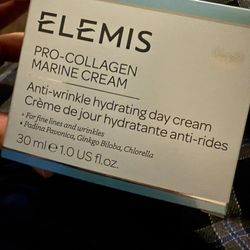 ELEMIS
PRO-COLLAGEN
MARINE CREAM
Anti-wrinkle hydrating day cream
Crème de jour hydratante anti-rides
• For fine lines and wrinkles
• Padina Pavonica, Ginkgo Biloba, Chlorella
30 ml ℮ 1.0 US fl.oz.